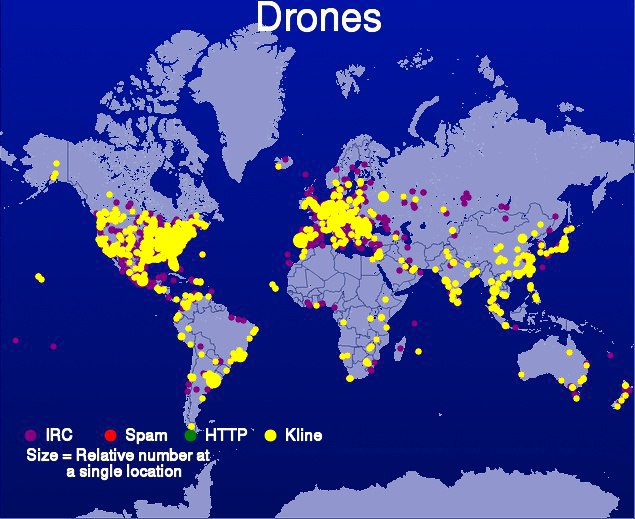 Drones
IRC Spam HTTP Kline
Size = Relative number at
a single location